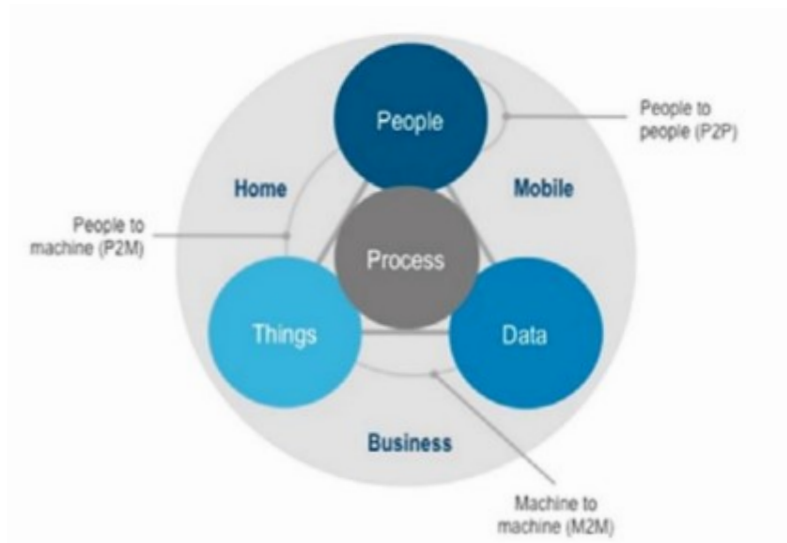 People
People to
people (P2P)
Home
Mobile
People to
machine (P2M)
Process
Things
Data
Business
Machine to
machine (M2M)